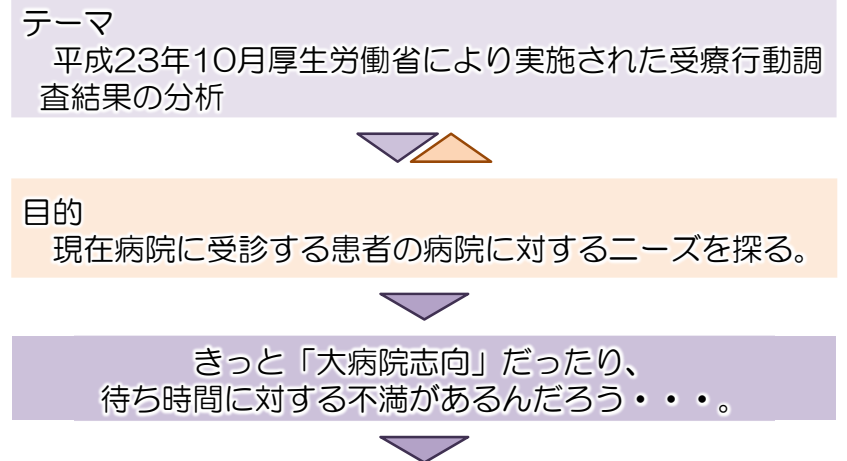 テーマ
平成23年10月厚生労働省により実施された受療行動調
査結果の分析
目的
現在病院に受診する患者の病院に対するニーズを探る。
きっと「大病院志向」だったり、
待ち時間に対する不満があるんだろう・・・。